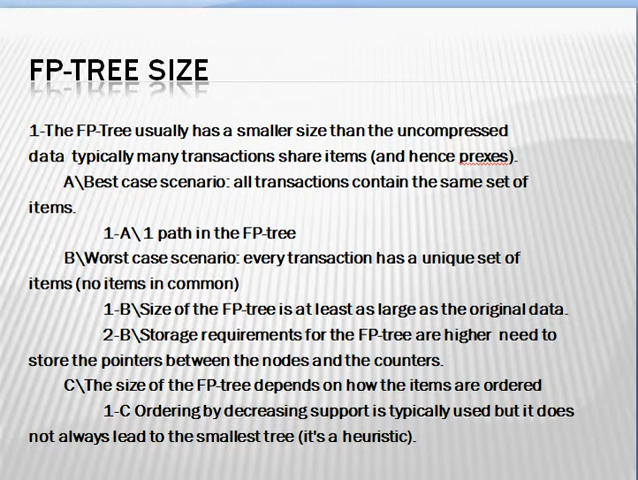 FP-TREE SIZE
1-The FP-Tree usually has a smaller size than the uncompressed
data typically many transactions share items (and hence prexes).
A\Best case scenario: all transactions contain the same set of
items.
1-A\ 1 path in the FP-tree
B\Worst case scenario: every transaction has a unique set of
items (no items in common)
1-B\Size of the FP-tree is at least as large as the original data.
2-B\Storage requirements for the FP-tree are higher need to
store the pointers between the nodes and the counters.
C\The size of the FP-tree depends on how the items are ordered
1-C Ordering by decreasing support is typically used but it does
not always lead to the smallest tree (it's a heuristic).